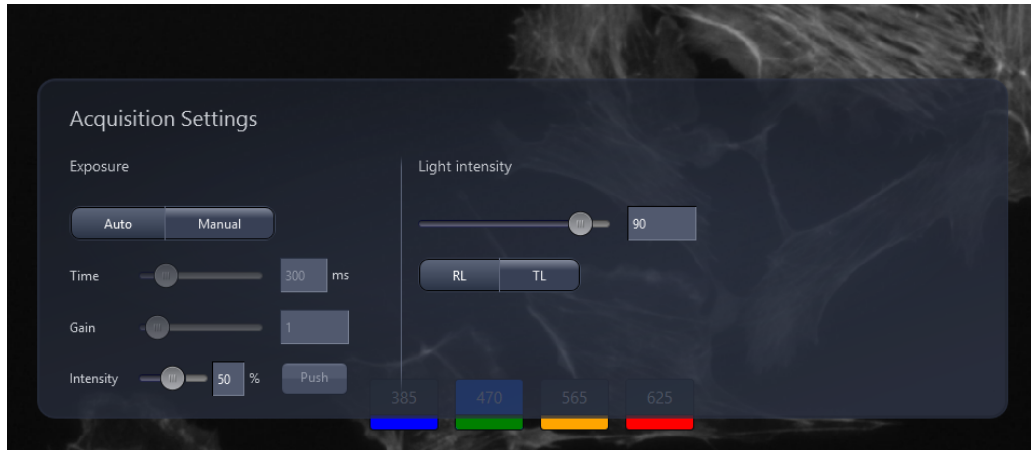 Acquisition Settings
Exposure
Auto Manual
Time 300 ms
Gain 1
Intensity 50 % Push
Light intensity
90
RL TL
385 470 565 625